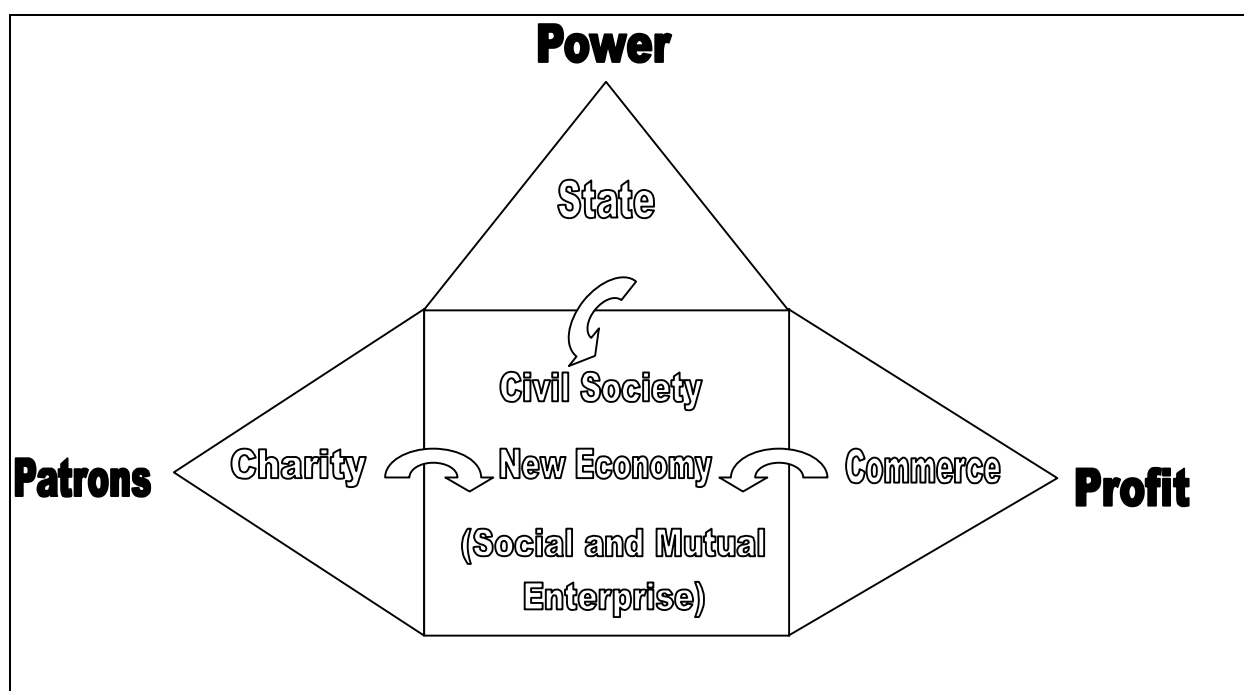 Power
State
Civil Society
Patrons
Charity
New Economy
Commerce
Profit
(Social and Mutual
Enterprise)